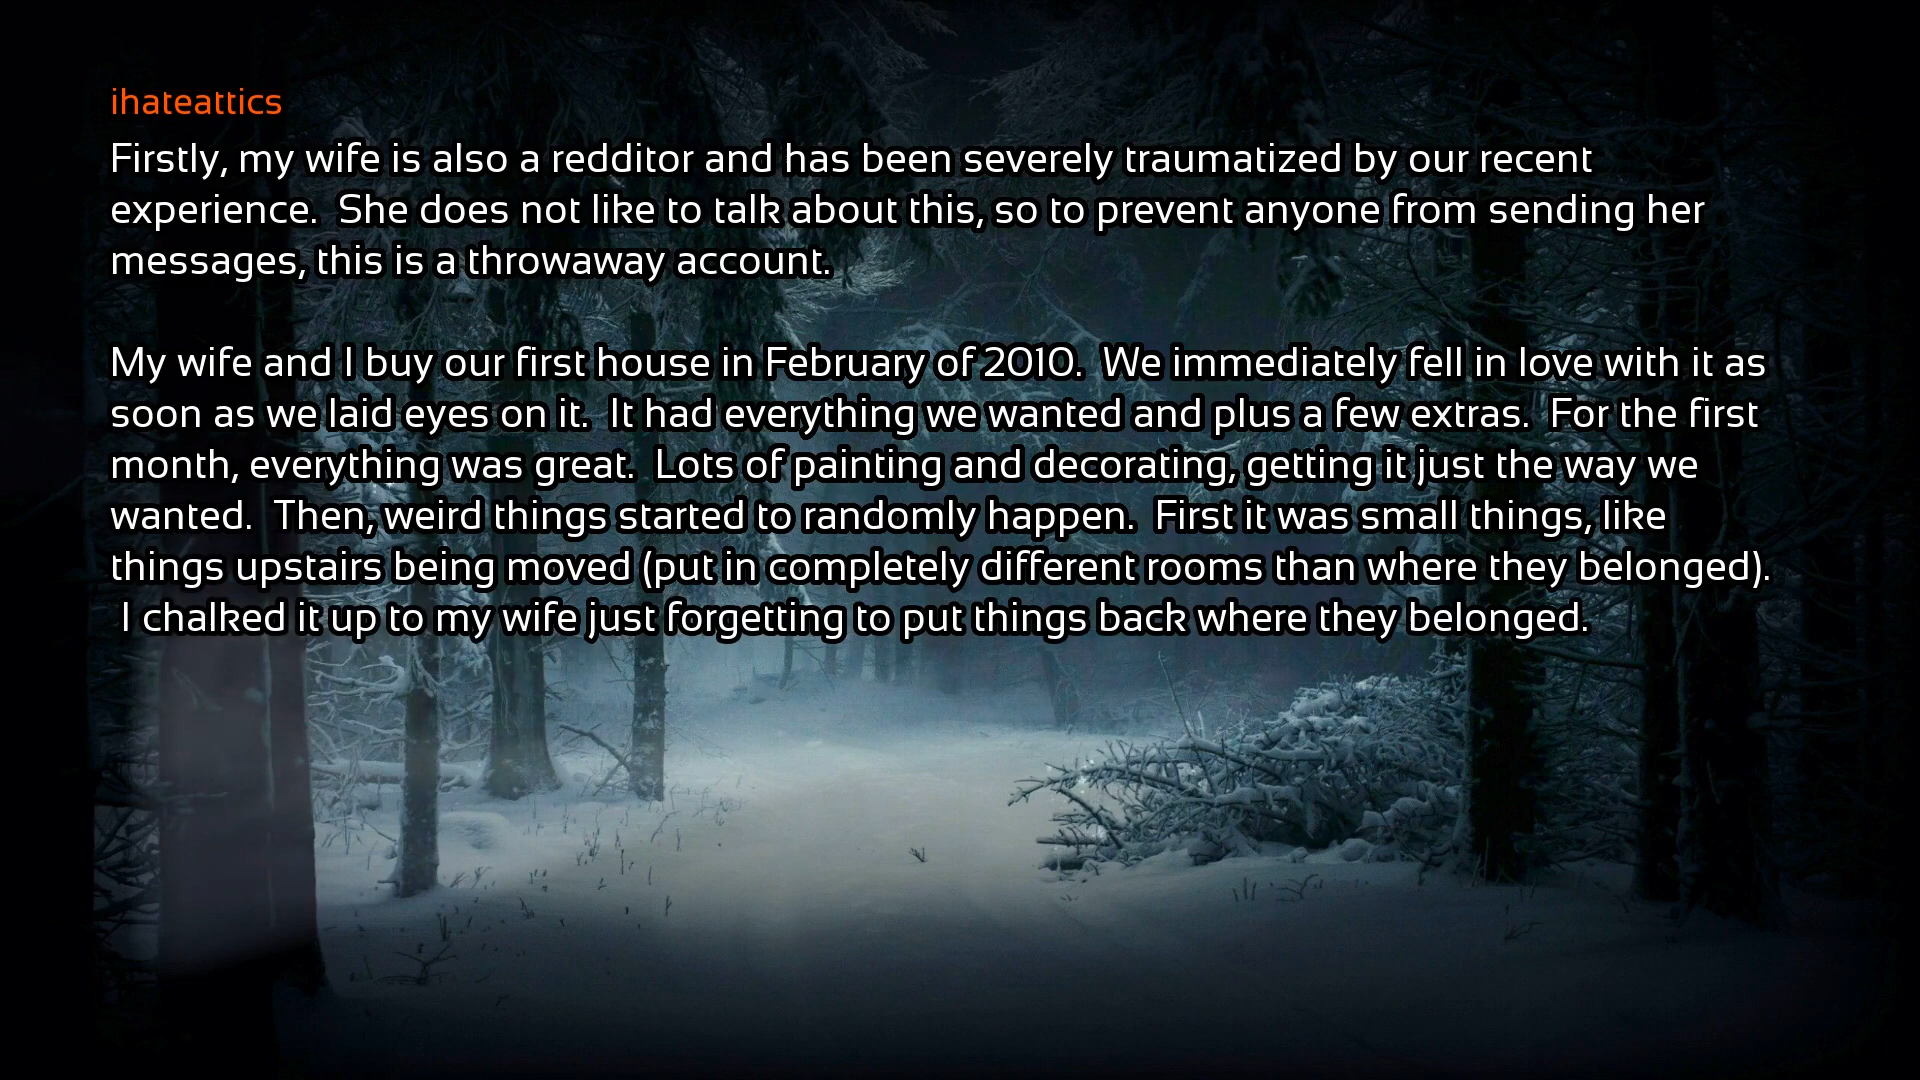 ihateattics
Firstly, my wife is also a redditor and has been severely traumatized by our recent
experience.  She does not like to talk about this, so to prevent anyone from sending her
messages, this is a throwaway account.
My wife and I buy our first house in February of 2010.  We immediately fell in love with it as
soon as we laid eyes on it.  It had everything we wanted and plus a few extras.  For the first
month, everything was great.  Lots of painting and decorating, getting it just the way we
wanted.  Then, weird things started to randomly happen.  First it was small things, like
things upstairs being moved (put in completely different rooms than where they belonged).
I chalked it up to my wife just forgetting to put things back where they belonged.